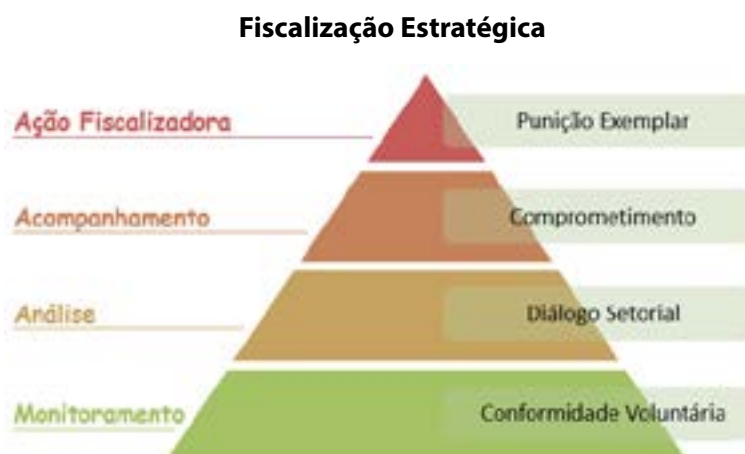 Fiscalização Estratégica
Ação Fiscalizadora
Punição Exemplar
Acompanhamento
Comprometimento
Análise
Diálogo Setorial
Monitoramento
Conformidade Voluntária